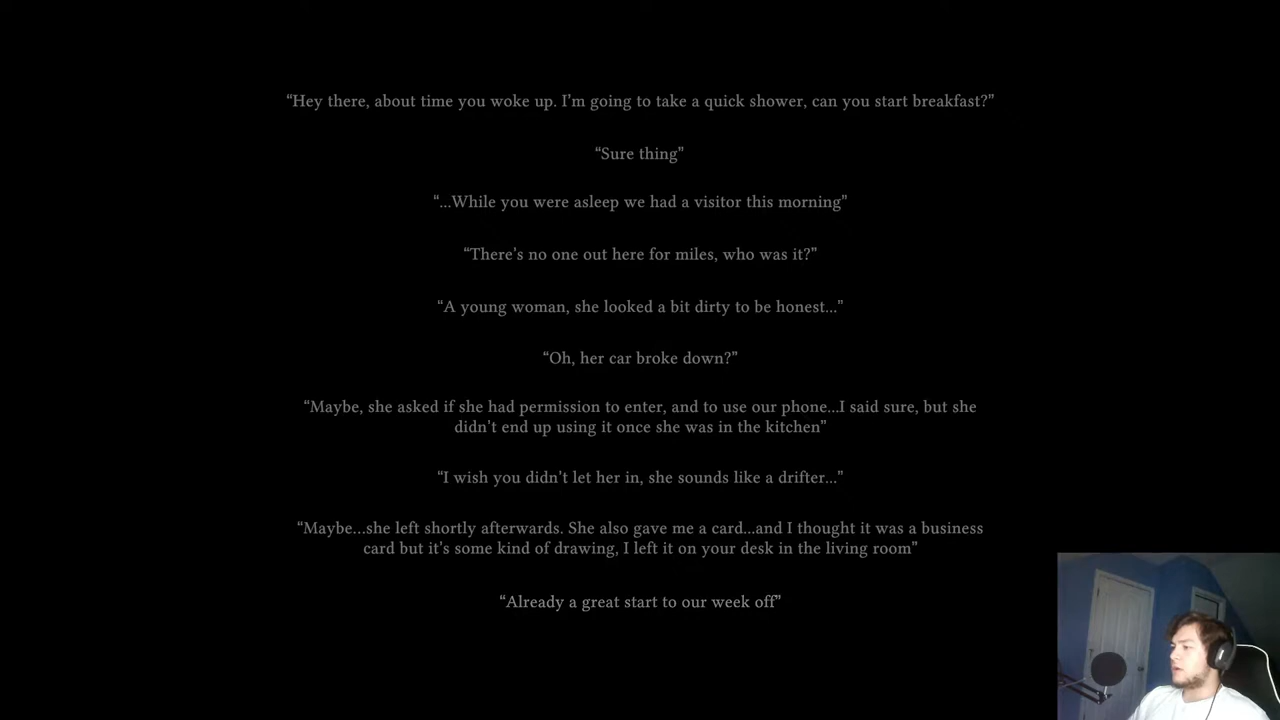 “Hey there, about time you woke up. I’m going to take a quick shower, can you start breakfast?”
“Sure thing”
“...While you were asleep we had a visitor this morning”
“There’s no one out here for miles, who was it?”
“A young woman, she looked a bit dirty to be honest...”
“Oh, her car broke down?”
“Maybe, she asked if she had permission to enter, and to use our phone...I said sure, but she
didn’t end up using it once she was in the kitchen”
“I wish you didn’t let her in, she sounds like a drifter...”
“Maybe...she left shortly afterwards. She also gave me a card...and I thought it was a business
card but it’s some kind of drawing, I left it on your desk in the living room”
“Already a great start to our week off”